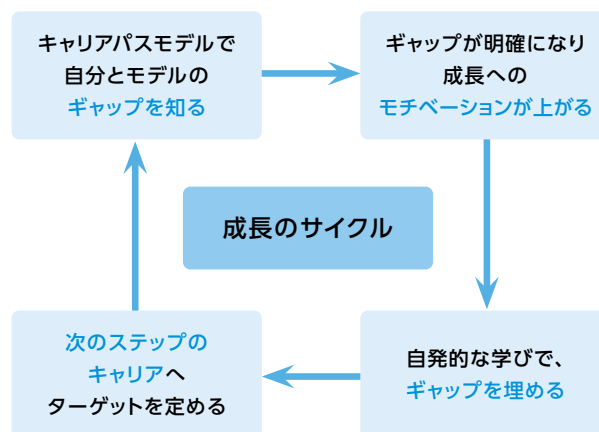 キャリアパスモデルで
自分とモデルの
ギャップを知る
ギャップが明確になり
成長への
モチベーションが上がる
成長のサイクル
次のステップの
キャリアへ
ターゲットを定める
自発的な学びで、
ギャップを埋める